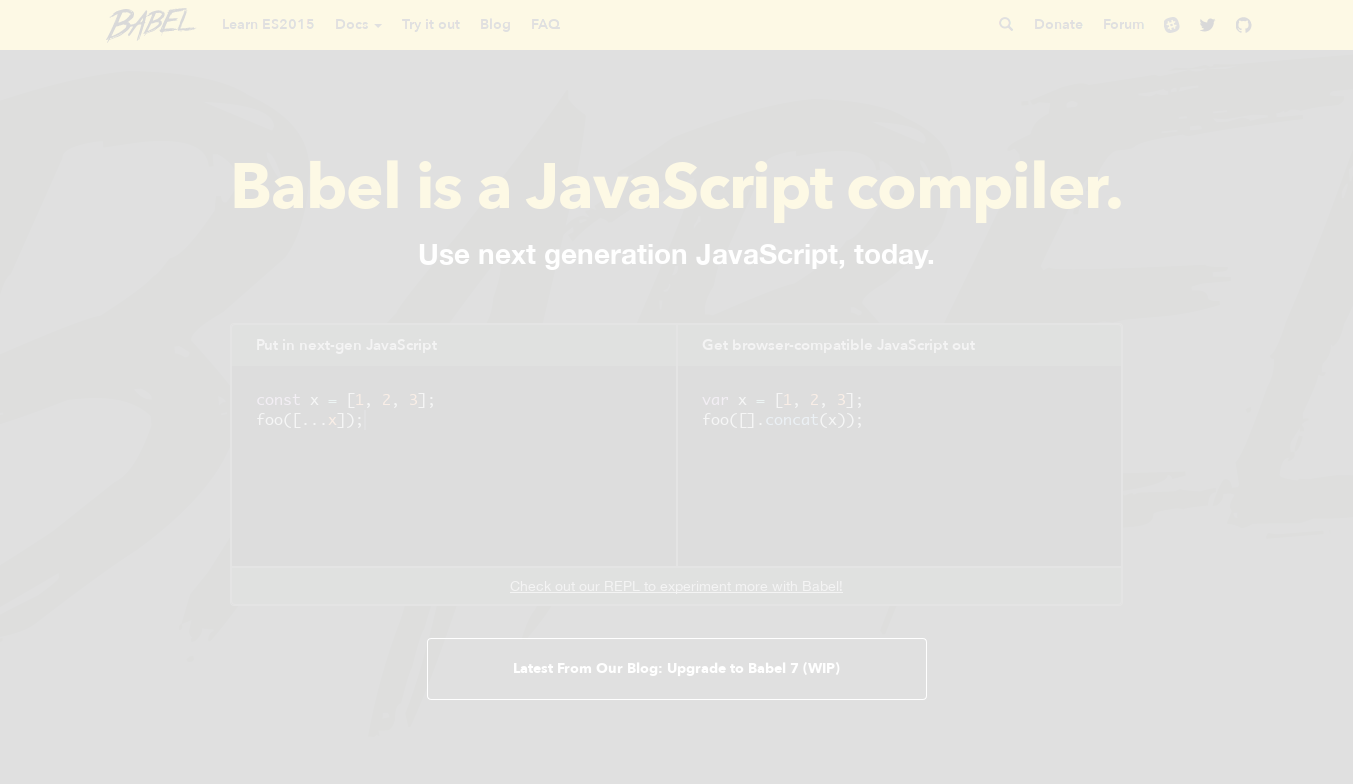 BABEL
Learn ES2015
Docs
Try it out
Blog
FAQ
Donate
Forum
Babel is a JavaScript compiler.
Use next generation JavaScript, today.
Put in next-gen JavaScript
const x = [1, 2, 3];
foo([...x]);
Get browser-compatible JavaScript out
var x = [1, 2, 3];
foo([].concat(x));
Check out our REPL to experiment more with Babel!
Latest From Our Blog: Upgrade to Babel 7 (WIP)